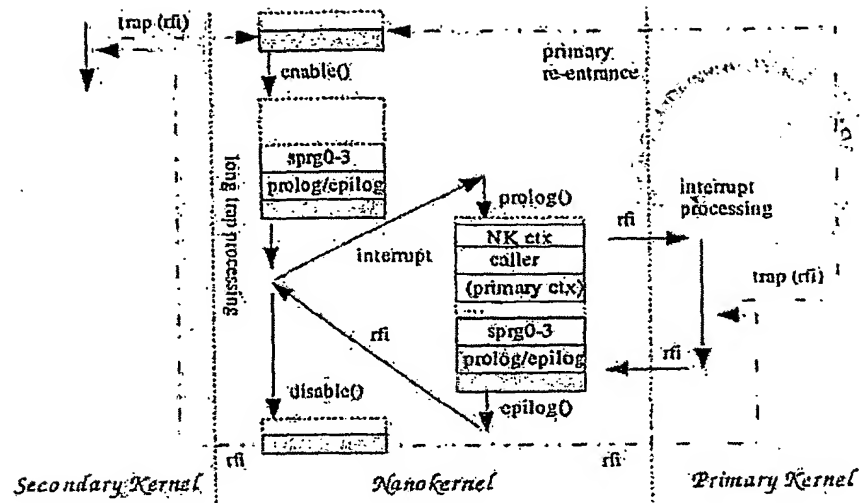 trap (rfi)
primary
re-entrance
enable()
sprg0-3
prolog/epilog
long trap processing
prolog()
interrupt
processing
NK ctx
rfi
interrupt
caller
(primary ctx)
trap (rfi)
rfi
sprg0-3
prolog/epilog
rfi
disable()
epilog()
rfi
rfi
Secondary Kernel
Nanokernel
Primary Kernel